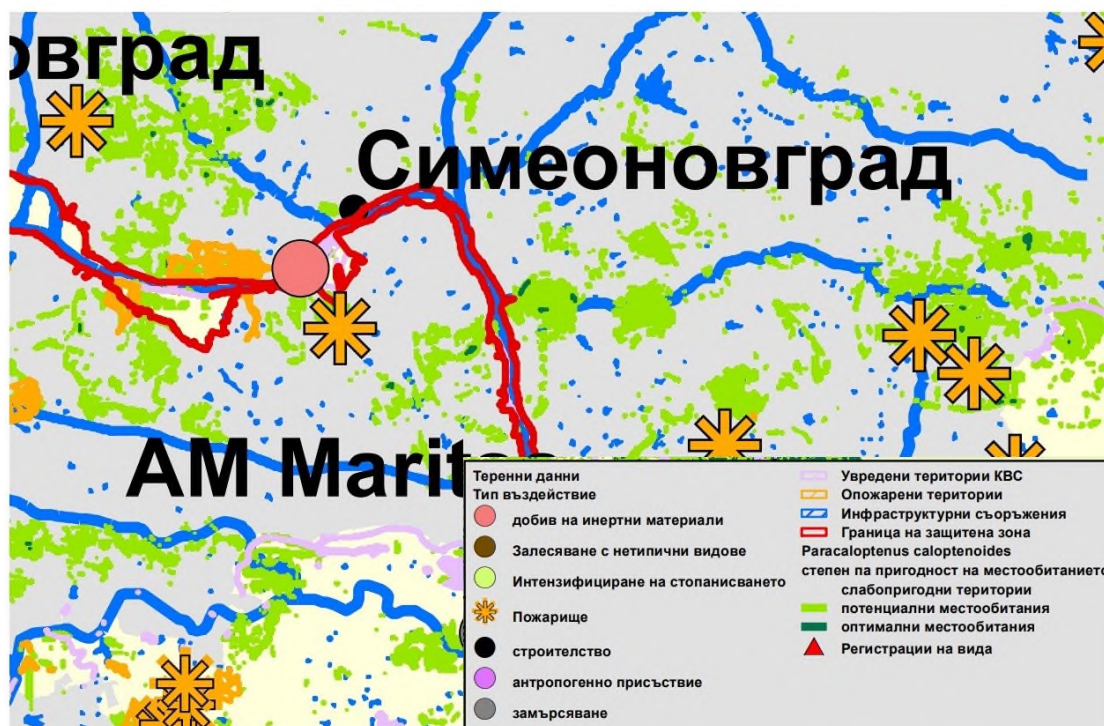 овград
Симеоновград
AM Marit
Теренни данни
Тип въздействие
добив на инертни материали
Залесяване с нетипични видове
Интензифициране на стопанисването
Пожарище
строителство
антропогенно присъствие
замърсяване
Увредени територии КВС
Опожарени територии
Инфраструктурни съоръжения
Граница на защитена зона
Paracaloptenus caloptenoides
степен па пригодност на местообитанието
слабопригодни територии
потенциални местообитания
оптимални местообитания
Регистрации на вида